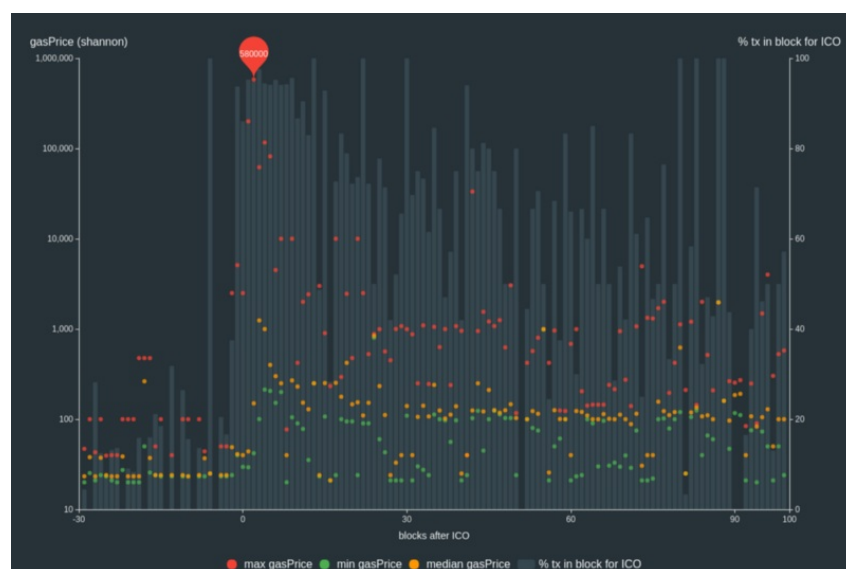 gasPrice (shannon)
% tx in block for ICO
580000
1,000,000
100
100,000
80
10,000
60
1,000
40
100
20
10
0
-30
0
30
60
90
100
blocks after ICO
max gasPrice
min gasPrice
median gasPrice
% tx in block for ICO